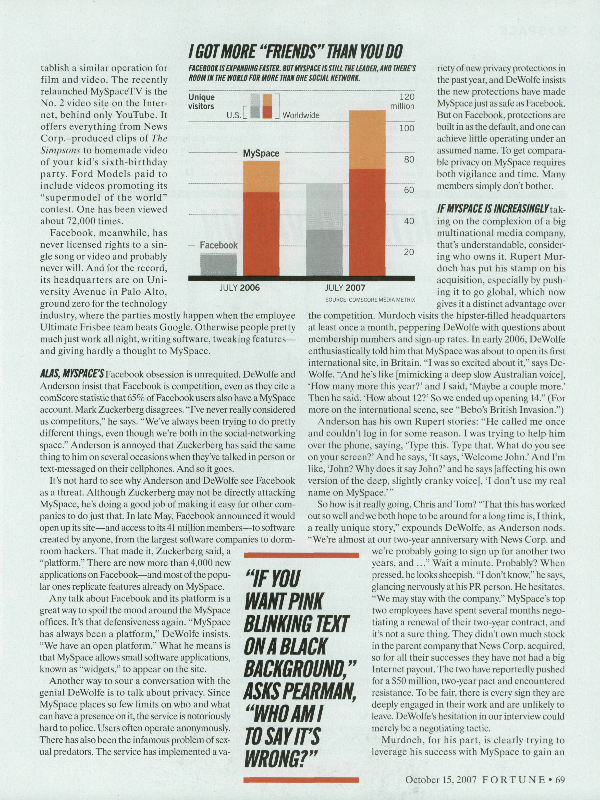 tablish a similar operation for
film and video. The recently
relaunched MySpaceTV is the
No. 2 video site on the Inter-
net, behind only YouTube. It
offers everything from News
Corp.–produced clips of The
Simpsons to homemade video
of your kid's sixth-birthday
party. Ford Models paid to
include videos promoting its
"supermodel of the world"
contest. One has been viewed
about 72,000 times.
Facebook, meanwhile, has
never licensed rights to a sin-
gle song or video and probably
never will. And for the record,
its headquarters are on Uni-
versity Avenue in Palo Alto,
ground zero for the technology
industry, where the parties mostly happen when the employee
Ultimate Frisbee team beats Google. Otherwise people pretty
much just work all night, writing software, tweaking features—
and giving hardly a thought to MySpace.
ALAS, MYSPACE'S Facebook obsession is unrequited. DeWolfe and
Anderson insist that Facebook is competition, even as they cite a
comScore statistic that 65% of Facebook users also have a MySpace
account. Mark Zuckerberg disagrees. "I've never really considered
us competitors," he says. "We've always been trying to do pretty
different things, even though we're both in the social-networking
space." Anderson is annoyed that Zuckerberg has said the same
thing to him on several occasions when they've talked in person or
text-messaged on their cellphones. And so it goes.
It's not hard to see why Anderson and DeWolfe see Facebook
as a threat. Although Zuckerberg may not be directly attacking
MySpace, he's doing a good job of making it easy for other com-
panies to do just that. In late May, Facebook announced it would
open up its site—and access to its 41 million members—to software
created by anyone, from the largest software companies to dorm-
room hackers. That made it, Zuckerberg said, a
"platform." There are now more than 4,000 new
applications on Facebook—and most of the popu-
lar ones replicate features already on MySpace.
Any talk about Facebook and its platform is a
great way to spoil the mood around the MySpace
offices. It's that defensiveness again. "MySpace
has always been a platform," DeWolfe insists.
"We have an open platform." What he means is
that MySpace allows small software applications,
known as "widgets," to appear on the site.
Another way to sour a conversation with the
genial DeWolfe is to talk about privacy. Since
MySpace places so few limits on who and what
can have a presence on it, the service is notoriously
hard to police. Users often operate anonymously.
There has also been the infamous problem of sex-
ual predators. The service has implemented a va-
I GOT MORE "FRIENDS" THAN YOU DO
FACEBOOK IS EXPANDING FASTER. BUT MYSPACE IS STILL THE LEADER, AND THERE'S
ROOM IN THE WORLD FOR MORE THAN ONE SOCIAL NETWORK.
Unique
visitors
U.S. Worldwide
120
million
100
80
60
40
20
MySpace
Facebook
JULY 2006 JULY 2007
SOURCE: COMSCORE MEDIA METRIX
"IF YOU
WANT PINK
BLINKING TEXT
ON A BLACK
BACKGROUND,"
ASKS PEARMAN,
"WHO AM I
TO SAY IT'S
WRONG?"
riety of new privacy protections in
the past year, and DeWolfe insists
the new protections have made
MySpace just as safe as Facebook.
But on Facebook, protections are
built in as the default, and one can
achieve little operating under an
assumed name. To get compara-
ble privacy on MySpace requires
both vigilance and time. Many
members simply don't bother.
IF MYSPACE IS INCREASINGLY tak-
ing on the complexion of a big
multinational media company,
that's understandable, consider-
ing who owns it. Rupert Mur-
doch has put his stamp on his
acquisition, especially by push-
ing it to go global, which now
gives it a distinct advantage over
the competition. Murdoch visits the hipster-filled headquarters
at least once a month, peppering DeWolfe with questions about
membership numbers and sign-up rates. In early 2006, DeWolfe
enthusiastically told him that MySpace was about to open its first
international site, in Britain. "I was so excited about it," says De-
Wolfe. "And he's like [mimicking a deep slow Australian voice],
'How many more this year?' and I said, 'Maybe a couple more.'
Then he said, 'How about 12?' So we ended up opening 14." (For
more on the international scene, see "Bebo's British Invasion.")
Anderson has his own Rupert stories: "He called me once
and couldn't log in for some reason. I was trying to help him
over the phone, saying, 'Type this. Type that. What do you see
on your screen?' And he says, 'It says, 'Welcome John.' And I'm
like, 'John? Why does it say John?' and he says [affecting his own
version of the deep, slightly cranky voice], 'I don't use my real
name on MySpace.'"
So how is it really going, Chris and Tom? "That this has worked
out so well and we both hope to be around for a long time is, I think,
a really unique story," expounds DeWolfe, as Anderson nods.
"We're almost at our two-year anniversary with News Corp. and
we're probably going to sign up for another two
years, and ..." Wait a minute. Probably? When
pressed, he looks sheepish. "I don't know," he says,
glancing nervously at his PR person. He hesitates.
"We may stay with the company." MySpace's top
two employees have spent several months nego-
tiating a renewal of their two-year contract, and
it's not a sure thing. They didn't own much stock
in the parent company that News Corp. acquired,
so for all their successes they have not had a big
Internet payout. The two have reportedly pushed
for a $50 million, two-year pact and encountered
resistance. To be fair, there is every sign they are
deeply engaged in their work and are unlikely to
leave. DeWolfe's hesitation in our interview could
merely be a negotiating tactic.
Murdoch, for his part, is clearly trying to
leverage his success with MySpace to gain an
October 15, 2007 FORTUNE • 69